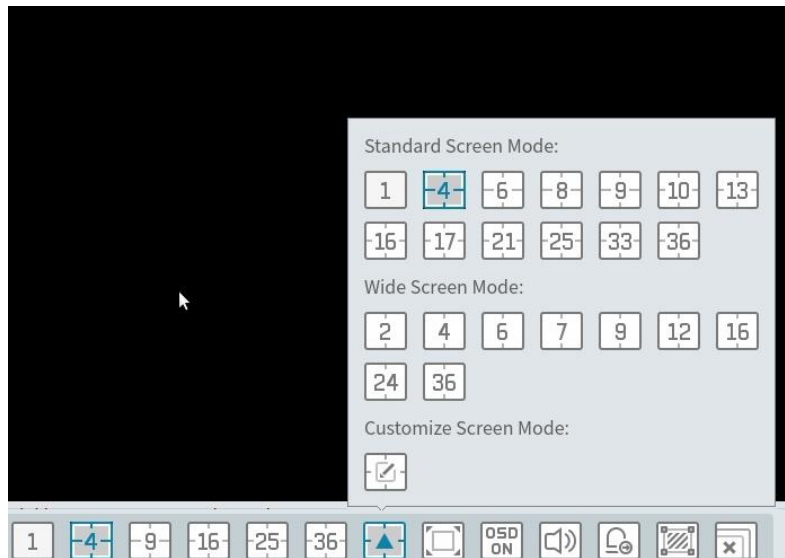 Standard Screen Mode:
1 4 6 8 9 10 13
16 17 21 25 33 36
Wide Screen Mode:
2 4 6 7 9 12 16
24 36
Customize Screen Mode:
1 4 9 16 25 36 OSD ON